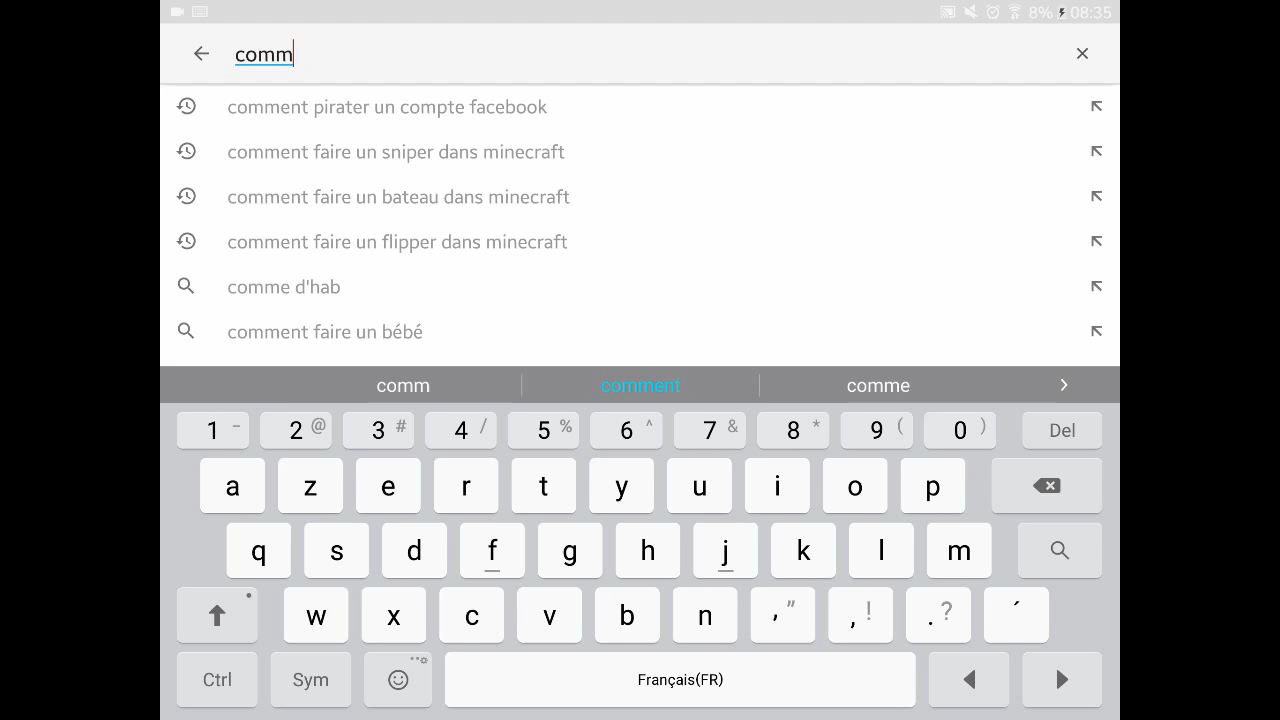 8% 08:35
comm
comment pirater un compte facebook
comment faire un sniper dans minecraft
comment faire un bateau dans minecraft
comment faire un flipper dans minecraft
comme d'hab
comment faire un bébé
comm comment comme
1 - 2 @ 3 # 4 / 5 % 6 ^ 7 & 8 * 9 ( 0 ) Del
a z e r t y u i o p
q s d f g h j k l m
w x c v b n ' " , ! . ? ´
Ctrl Sym Français(FR)